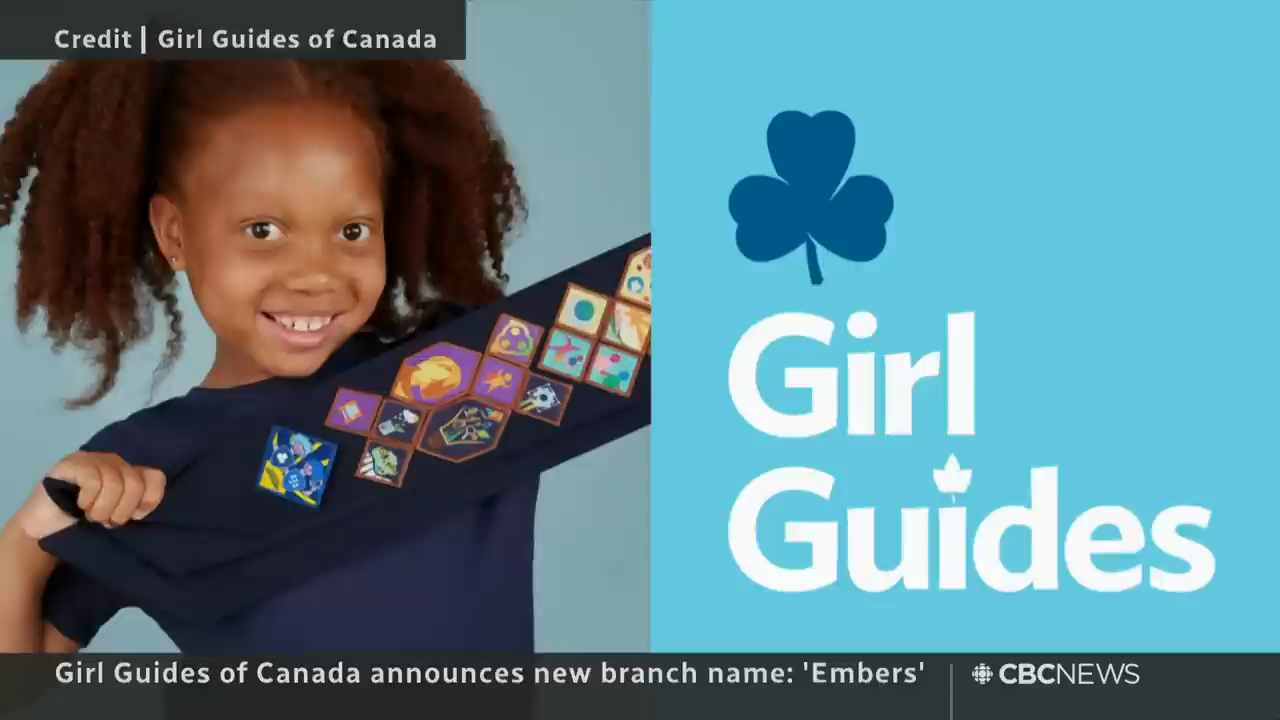 Credit | Girl Guides of Canada
Girl
Guides
Girl Guides of Canada announces new branch name: 'Embers'
CBCNEWS